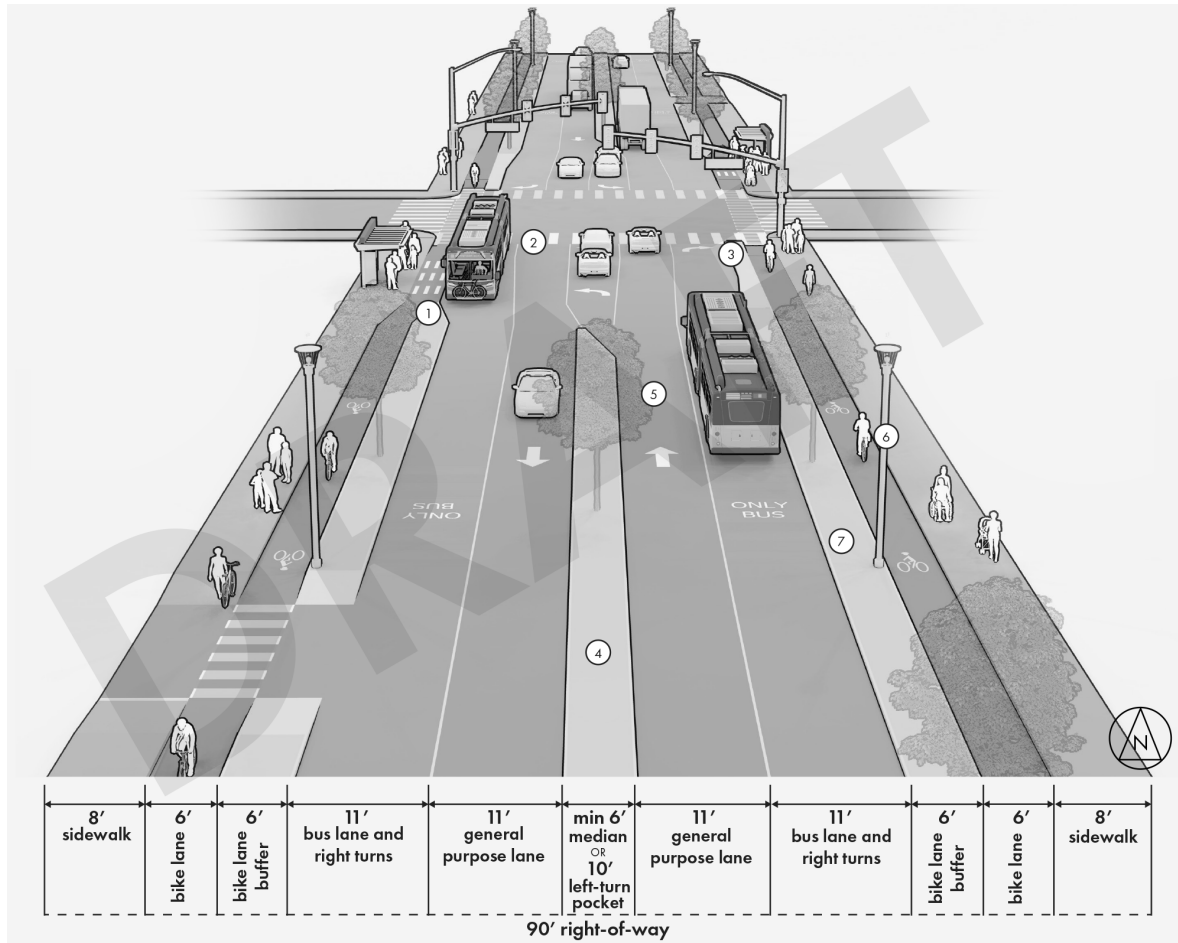 DRAFT
2
3
1
5
6
ONLY
BUS
ONLY
BUS
7
4
N
8’
sidewalk
6’
bike lane
6’
bike lane
buffer
11’
bus lane and
right turns
11’
general
purpose lane
min 6’
median
OR
10’
left-turn
pocket
11’
general
purpose lane
11’
bus lane and
right turns
6’
bike lane
buffer
6’
bike lane
8’
sidewalk
90’ right-of-way